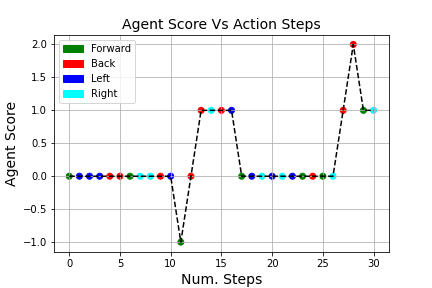 Agent Score Vs Action Steps
Agent Score
2.0
1.5
1.0
0.5
0.0
−0.5
−1.0
Forward
Back
Left
Right
0 5 10 15 20 25 30
Num. Steps